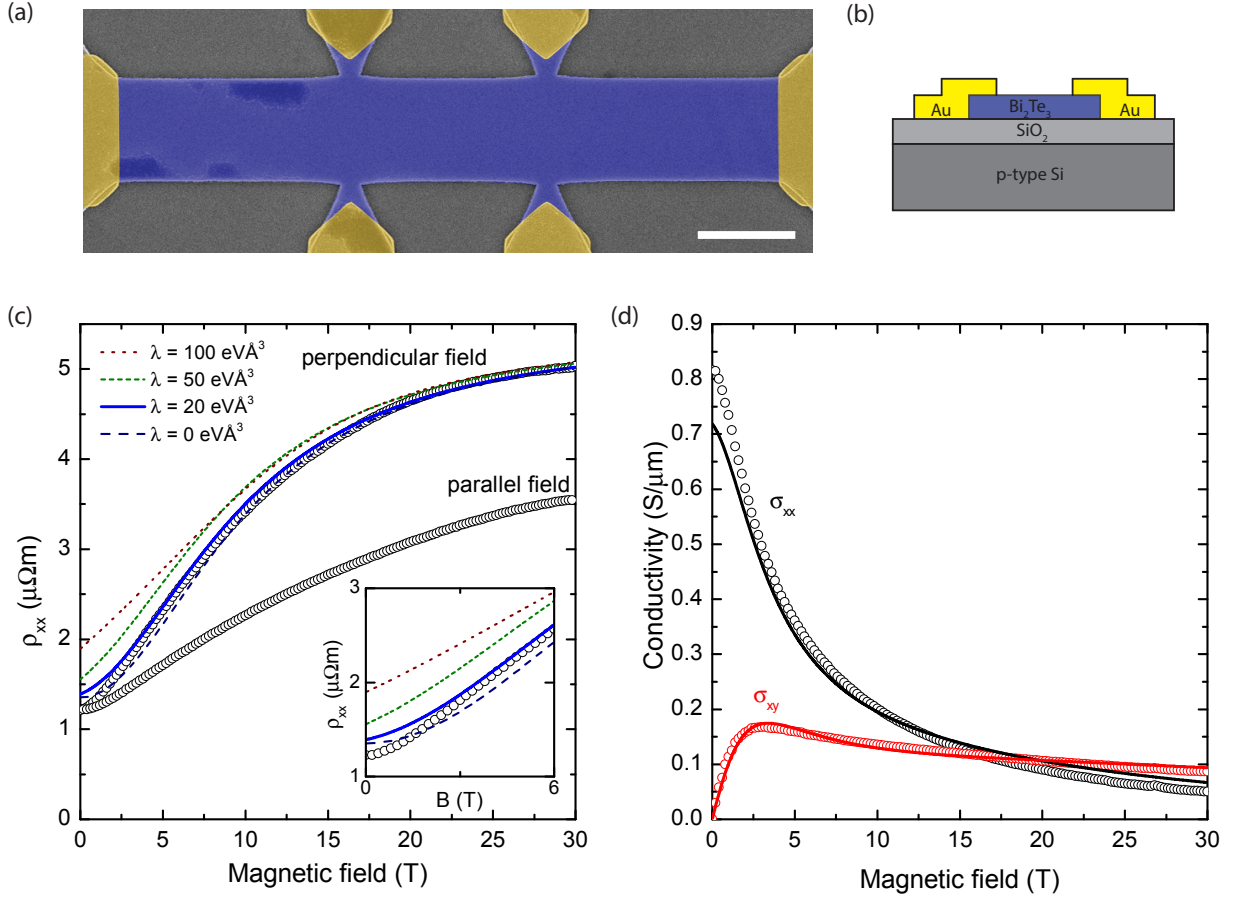 (a)
(b)
Au
Bi₂Te₃
Au
SiO₂
p-type Si
(c)
λ = 100 eVÅ³
λ = 50 eVÅ³
λ = 20 eVÅ³
λ = 0 eVÅ³
perpendicular field
parallel field
5
4
3
2
1
0
ρxx (μΩm)
0
5
10
15
20
25
30
Magnetic field (T)
3
2
1
ρxx (μΩm)
0
3
6
B (T)
(d)
0.9
0.8
0.7
0.6
0.5
0.4
0.3
0.2
0.1
0.0
Conductivity (S/μm)
σxx
σxy
0
5
10
15
20
25
30
Magnetic field (T)